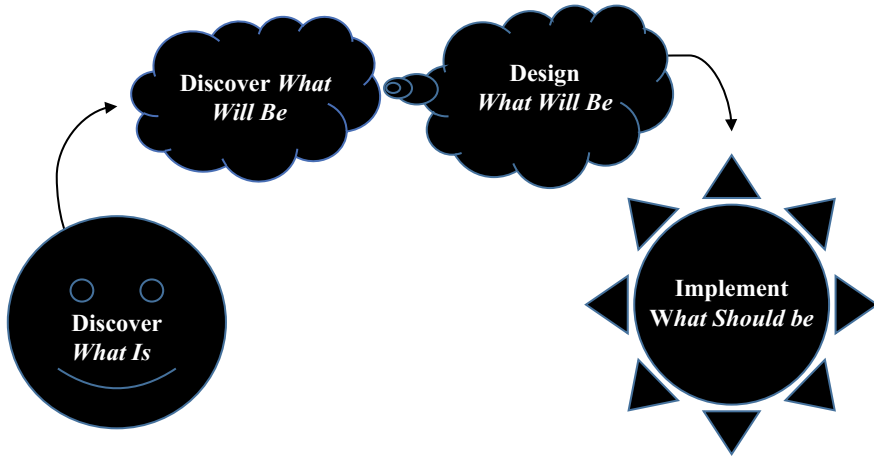 Discover What
Will Be
Design
What Will Be
Discover
What Is
Implement
What Should be